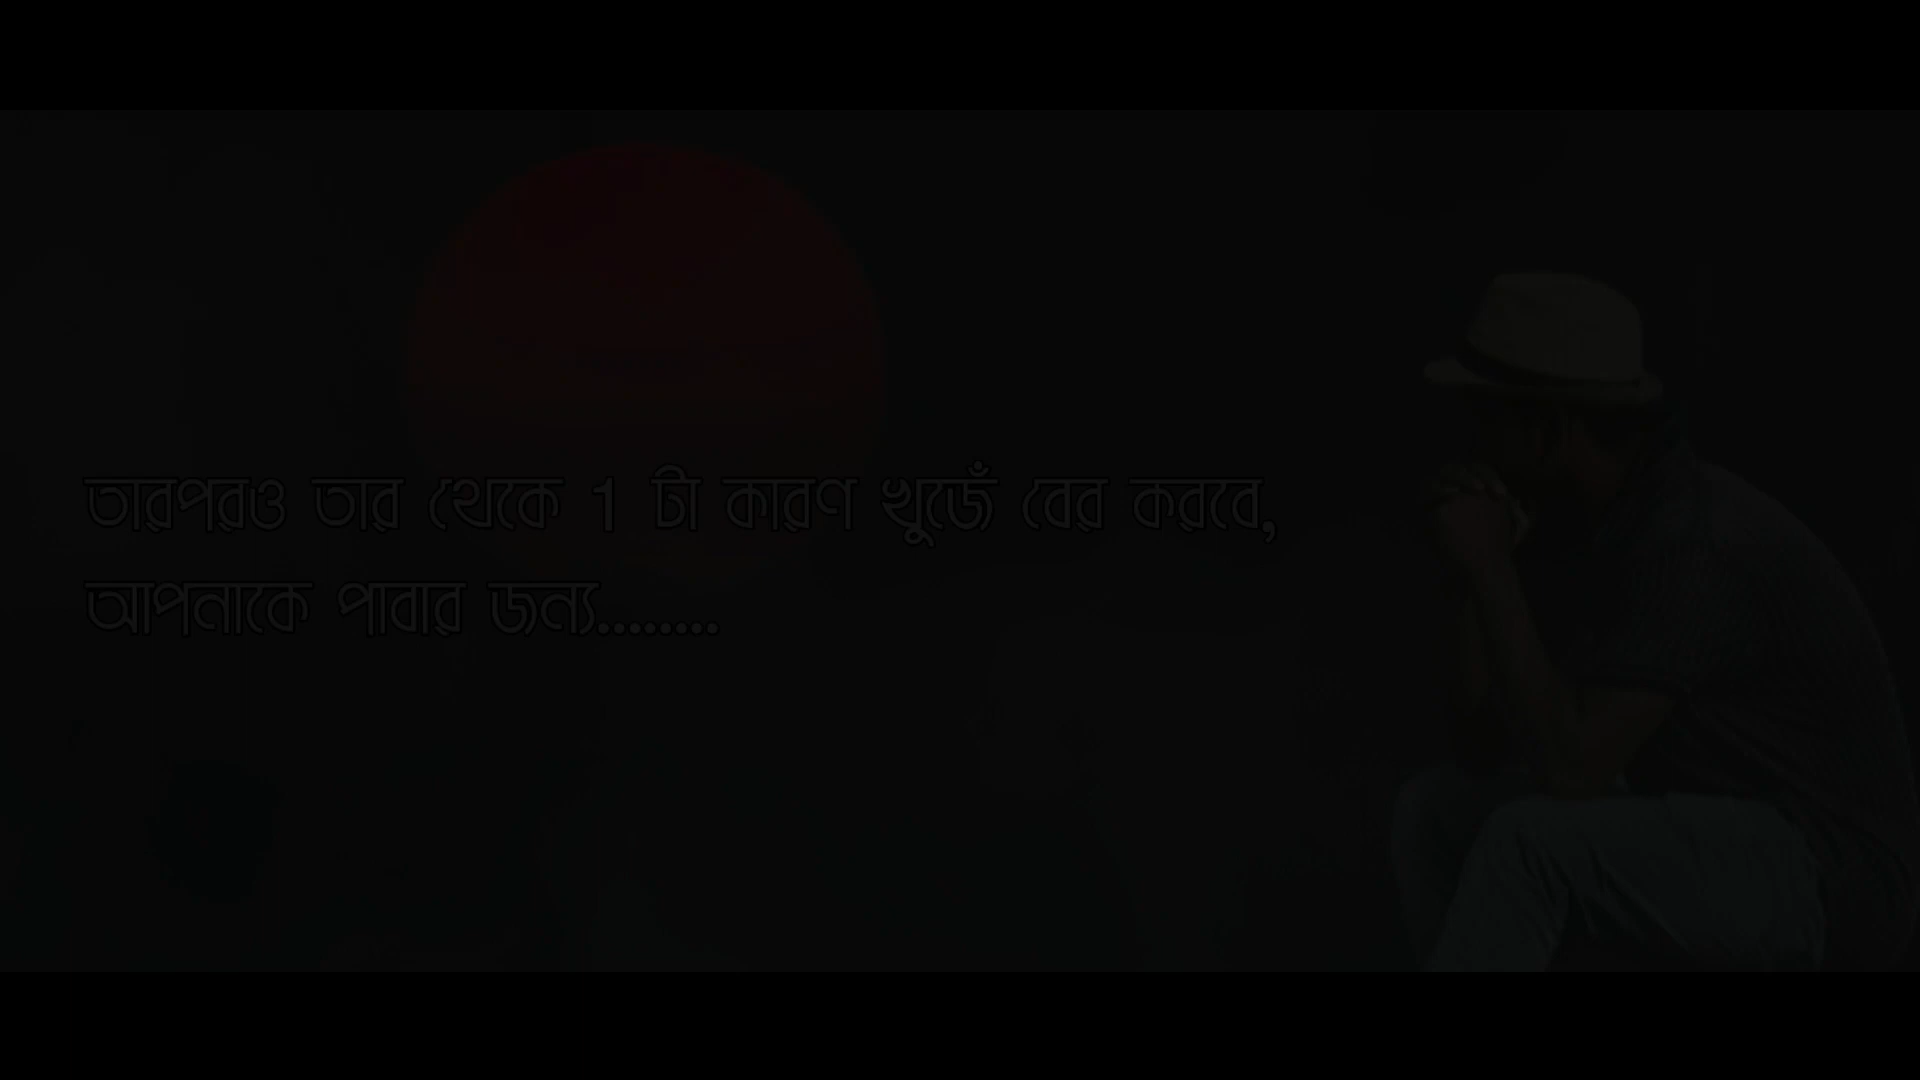 তারপরও তার থেকে 1 টা কারণ খুজেঁ বের করবে,
আপনাকে পাবার জন্য........